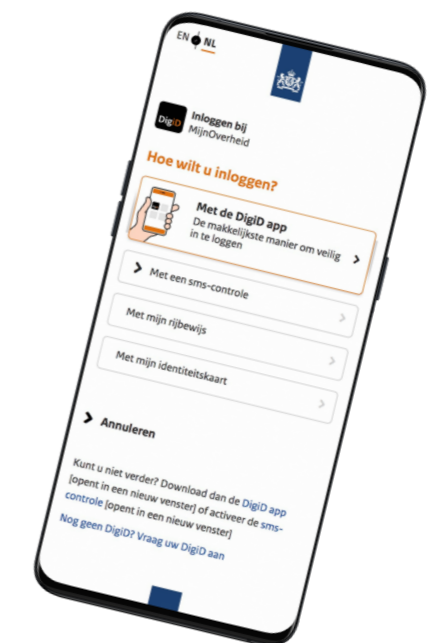 EN NL
DigiD
Inloggen bij
MijnOverheid
Hoe wilt u inloggen?
Met de DigiD app
De makkelijkste manier om veilig
in te loggen
Met een sms-controle
Met mijn rijbewijs
Met mijn identiteitskaart
Annuleren
Kunt u niet verder? Download dan de DigiD app
[opent in een nieuw venster] of activeer de sms-
controle [opent in een nieuw venster]
Nog geen DigiD? Vraag uw DigiD aan